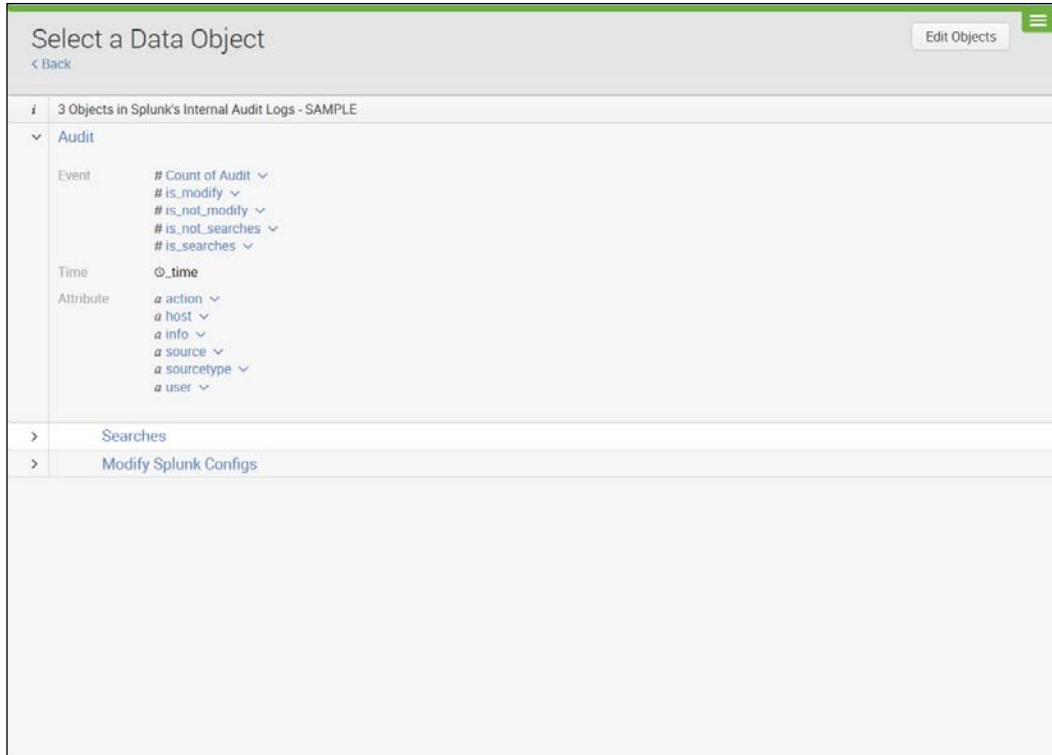 Select a Data Object
Edit Objects
< Back
i 3 Objects in Splunk's Internal Audit Logs - SAMPLE
Audit
Event # Count of Audit
# is_modify
# is_not_modify
# is_not_searches
# is_searches
Time _time
Attribute a action
a host
a info
a source
a sourcetype
a user
Searches
Modify Splunk Configs